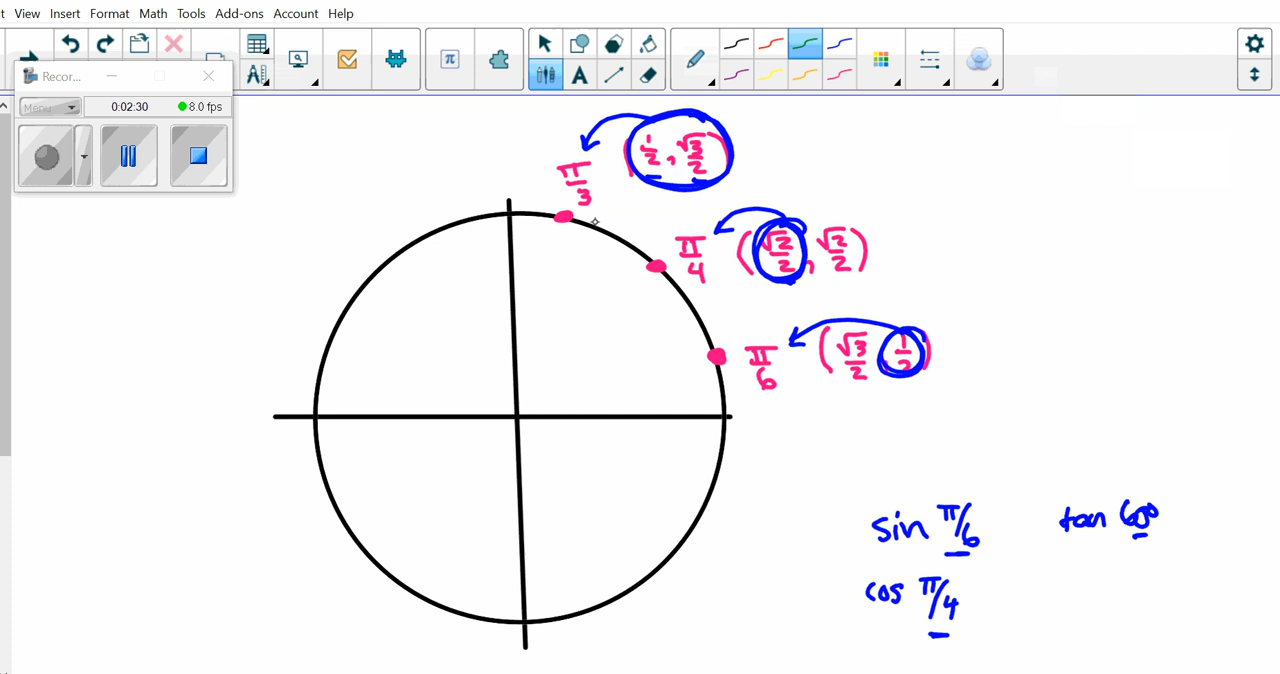 t View Insert Format Math Tools Add-ons Account Help
Recor...
Menu 0:02:30 8.0 fps
π/3 (1/2, √3/2)
π/4 (√2/2, √2/2)
π/6 (√3/2 1/2)
sin π/6 tan 60°
cos π/4